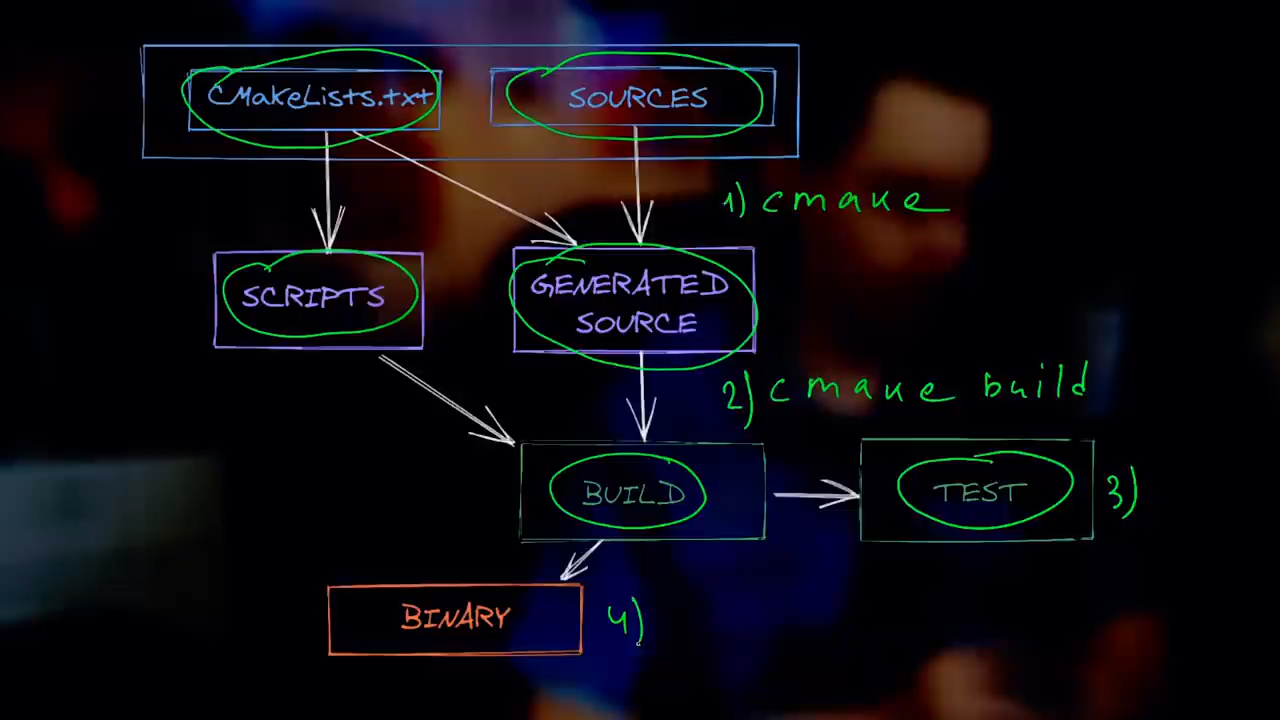 CMakeLists.txt
SOURCES
1) cmake
SCRIPTS
GENERATED
SOURCE
2) cmake build
BUILD
TEST
3)
BINARY
4)